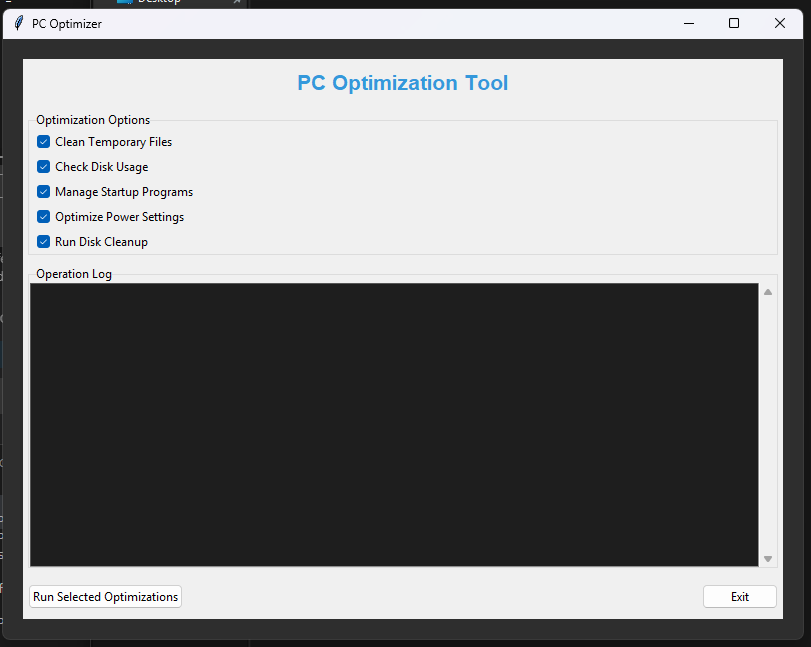 Desktop
PC Optimizer
PC Optimization Tool
Optimization Options
Clean Temporary Files
Check Disk Usage
Manage Startup Programs
Optimize Power Settings
Run Disk Cleanup
Operation Log
Run Selected Optimizations
Exit